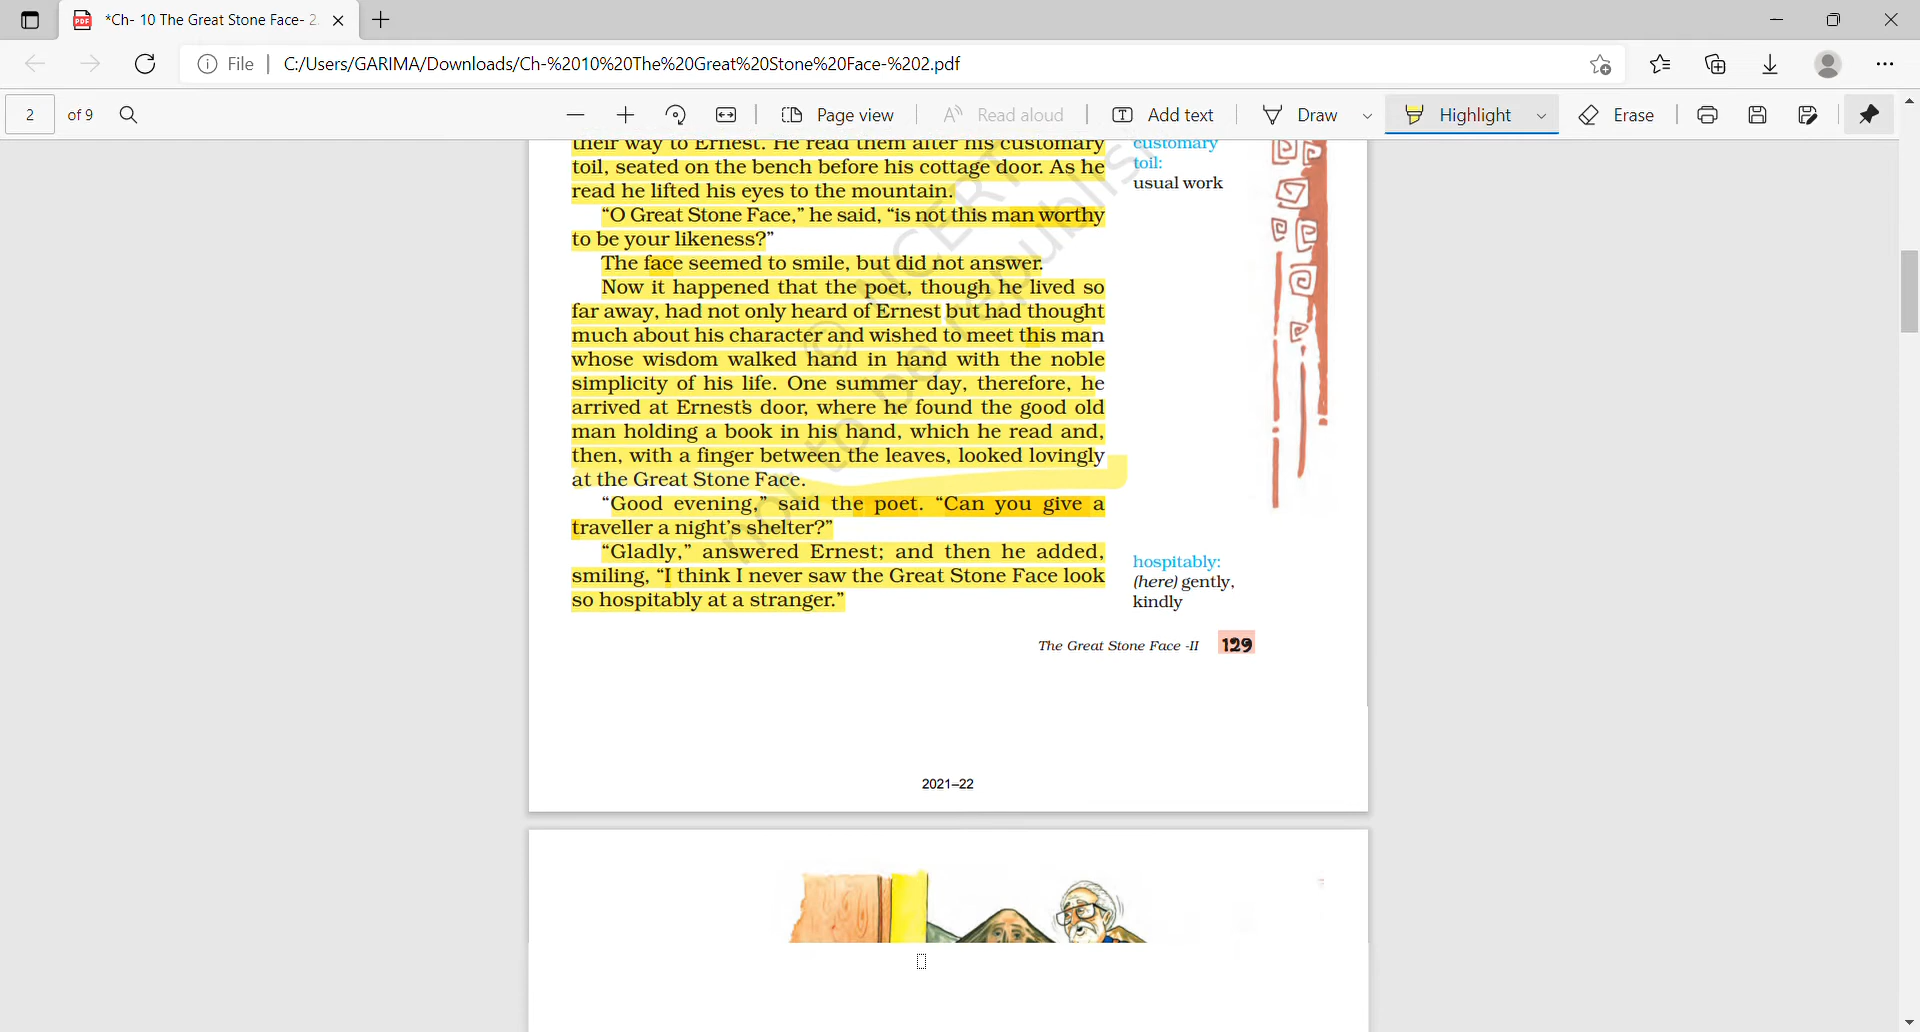 *Ch- 10 The Great Stone Face- 2
File
C:/Users/GARIMA/Downloads/Ch-%2010%20The%20Great%20Stone%20Face-%202.pdf
2 of 9
Page view
Read aloud
Add text
Draw
Highlight
Erase
their way to Ernest. He read them after his customary
toil, seated on the bench before his cottage door. As he
read he lifted his eyes to the mountain.
“O Great Stone Face,” he said, “is not this man worthy
to be your likeness?”
The face seemed to smile, but did not answer.
Now it happened that the poet, though he lived so
far away, had not only heard of Ernest but had thought
much about his character and wished to meet this man
whose wisdom walked hand in hand with the noble
simplicity of his life. One summer day, therefore, he
arrived at Ernest's door, where he found the good old
man holding a book in his hand, which he read and,
then, with a finger between the leaves, looked lovingly
at the Great Stone Face.
“Good evening,” said the poet. “Can you give a
traveller a night's shelter?”
“Gladly,” answered Ernest; and then he added,
smiling, “I think I never saw the Great Stone Face look
so hospitably at a stranger.”
customary
toil:
usual work
hospitably:
(here) gently,
kindly
© NCERT
not to be republis
The Great Stone Face -II 129
2021–22